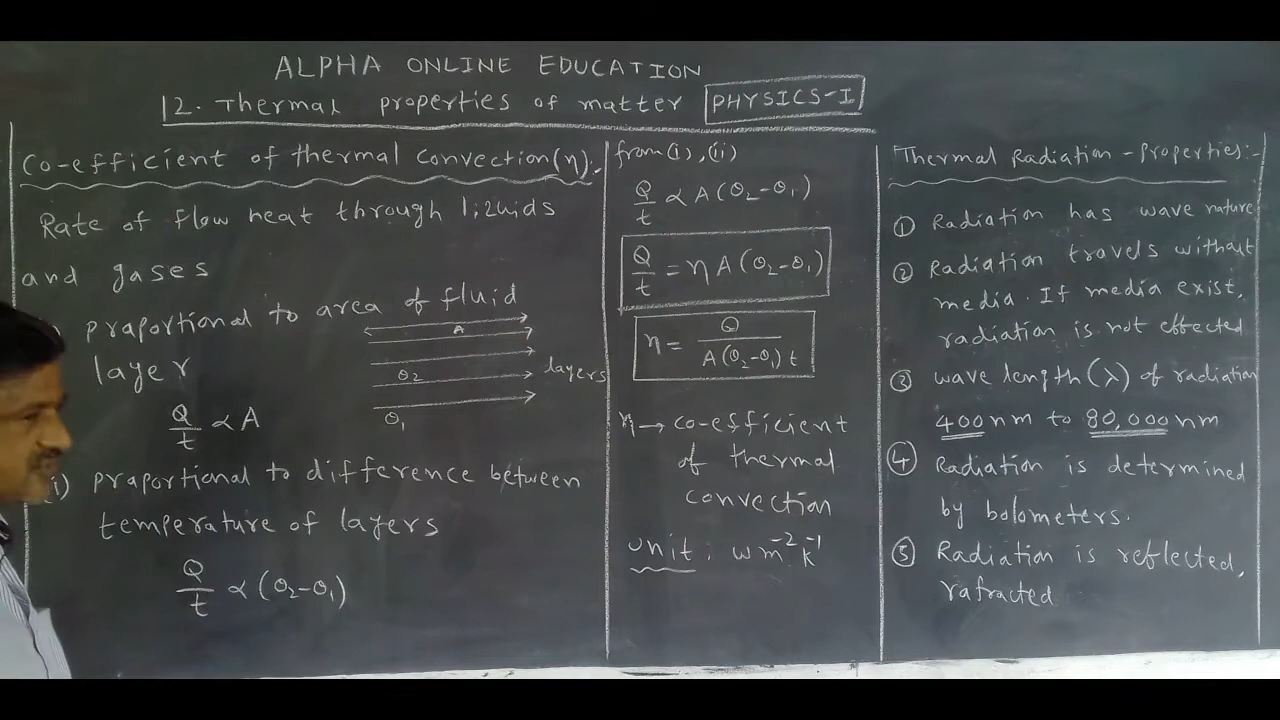 ALPHA ONLINE EDUCATION
12. Thermal properties of matter PHYSICS-I
Co-efficient of thermal convection(η):-
Rate of flow heat through liquids
and gases
proportional to area of fluid
layer
A
θ2
layers
θ1
Q/t ∝ A
i) proportional to difference between
temperature of layers
Q/t ∝ (θ2-θ1)
from (i), (ii)
Q/t ∝ A(θ2-θ1)
Q/t = η A(θ2-θ1)
η = Q/A(θ2-θ1)t
η → co-efficient
of thermal
convection
unit: wm⁻²k⁻¹
Thermal Radiation - properties:-
① Radiation has wave nature
② Radiation travels without
media. If media exist,
radiation is not effected
③ wave length(λ) of radiation
400nm to 80,000nm
④ Radiation is determined
by bolometers.
⑤ Radiation is reflected,
rafracted